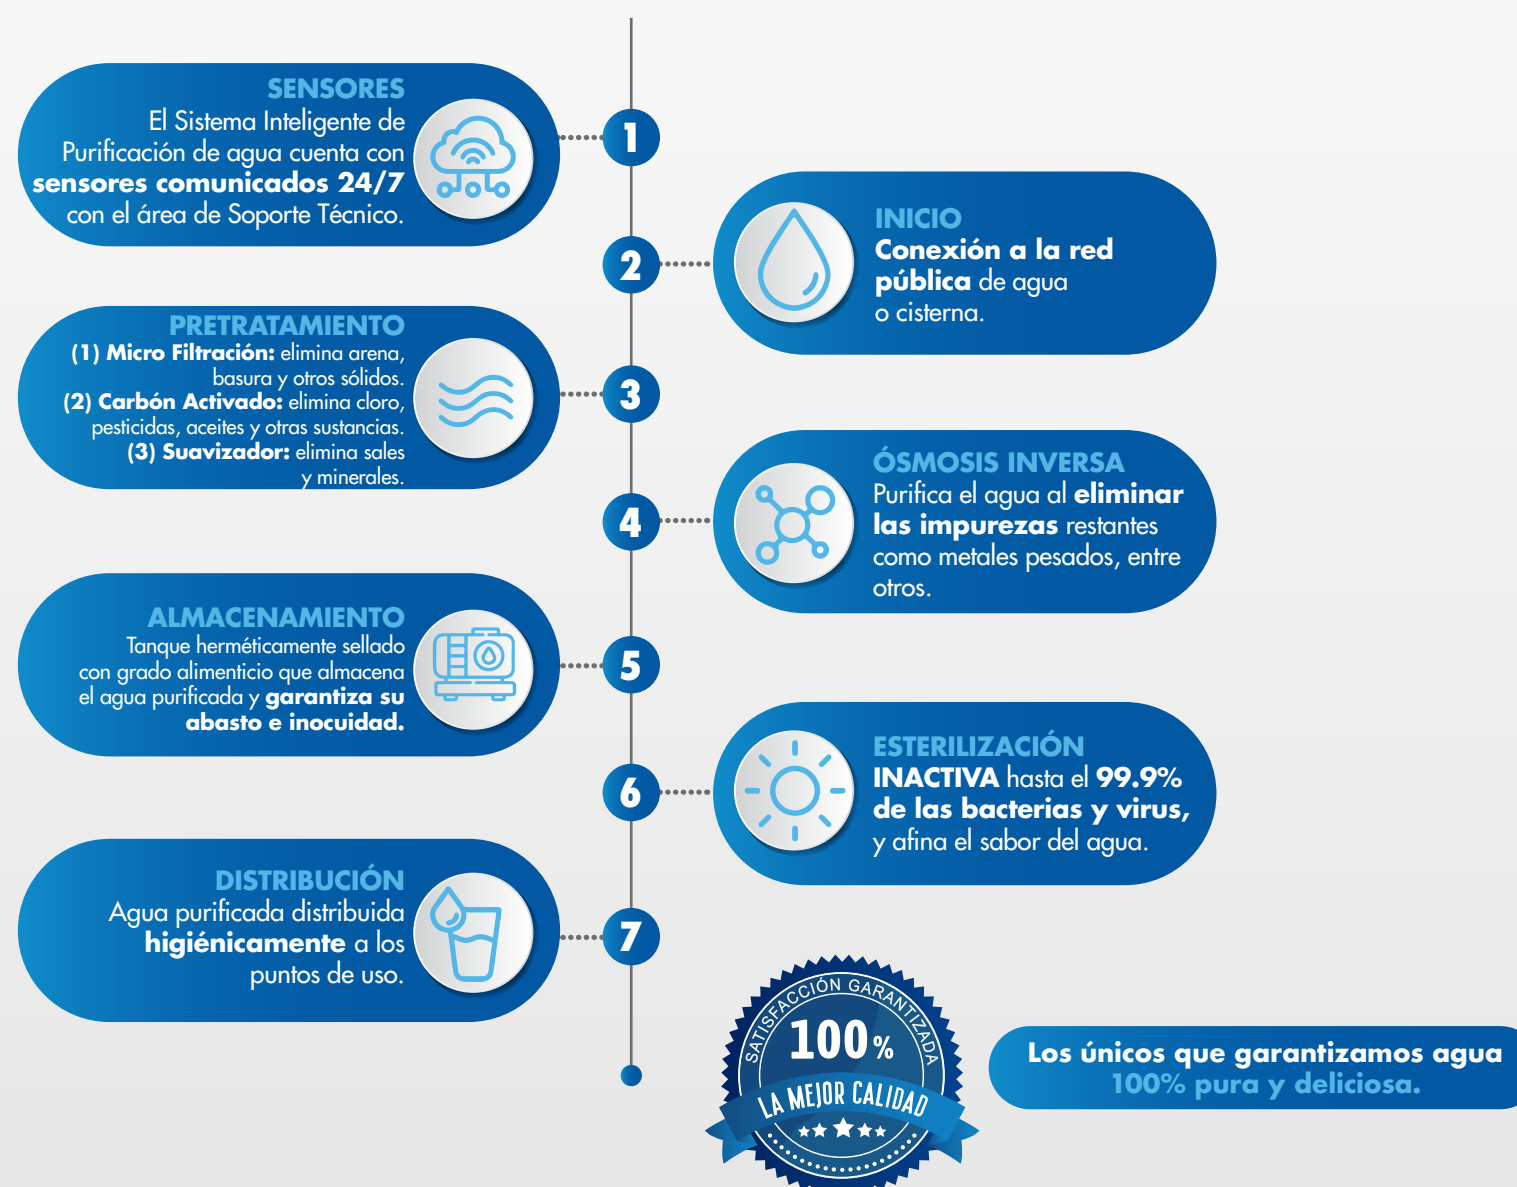 SENSORES
El Sistema Inteligente de
Purificación de agua cuenta con
sensores comunicados 24/7
con el área de Soporte Técnico.
1
INICIO
Conexión a la red
pública de agua
o cisterna.
2
PRETRATAMIENTO
(1) Micro Filtración: elimina arena,
basura y otros sólidos.
(2) Carbón Activado: elimina cloro,
pesticidas, aceites y otras sustancias.
(3) Suavizador: elimina sales
y minerales.
3
ÓSMOSIS INVERSA
Purifica el agua al eliminar
las impurezas restantes
como metales pesados, entre
otros.
4
ALMACENAMIENTO
Tanque herméticamente sellado
con grado alimenticio que almacena
el agua purificada y garantiza su
abasto e inocuidad.
5
ESTERILIZACIÓN
INACTIVA hasta el 99.9%
de las bacterias y virus,
y afina el sabor del agua.
6
DISTRIBUCIÓN
Agua purificada distribuida
higiénicamente a los
puntos de uso.
7
SATISFACCIÓN GARANTIZADA
100%
LA MEJOR CALIDAD
Los únicos que garantizamos agua
100% pura y deliciosa.